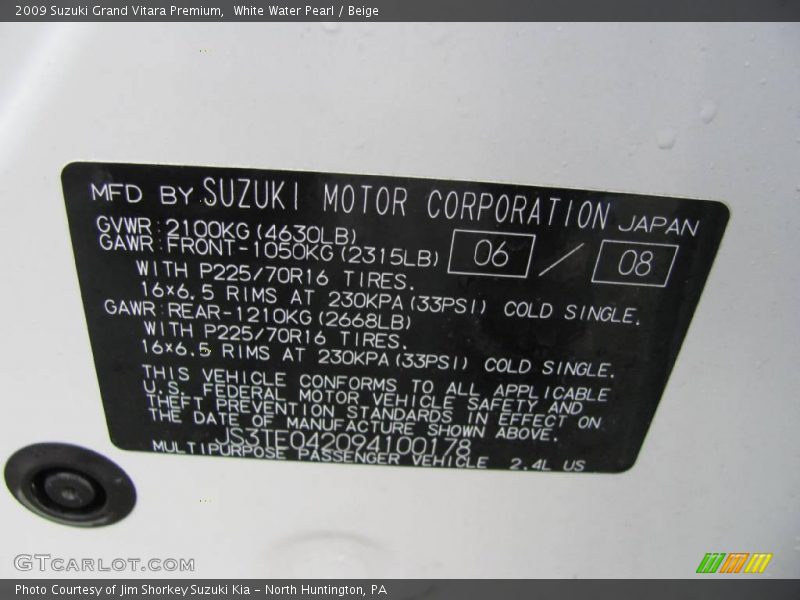 2009 Suzuki Grand Vitara Premium,  White Water Pearl / Beige
MFD BY SUZUKI MOTOR CORPORATION JAPAN
GVWR:2100KG(4630LB)
GAWR:FRONT-1050KG(2315LB) 06 / 08
WITH P225/70R16 TIRES.
16×6.5 RIMS AT 230KPA(33PSI) COLD SINGLE.
GAWR:REAR-1210KG(2668LB)
WITH P225/70R16 TIRES.
16×6.5 RIMS AT 230KPA(33PSI) COLD SINGLE.
THIS VEHICLE CONFORMS TO ALL APPLICABLE
U.S. FEDERAL MOTOR VEHICLE SAFETY AND
THEFT PREVENTION STANDARDS IN EFFECT ON
THE DATE OF MANUFACTURE SHOWN ABOVE.
JS3TE042094100178
MULTIPURPOSE PASSENGER VEHICLE 2.4L US
GTCARLOT.COM
Photo Courtesy of Jim Shorkey Suzuki Kia - North Huntington, PA